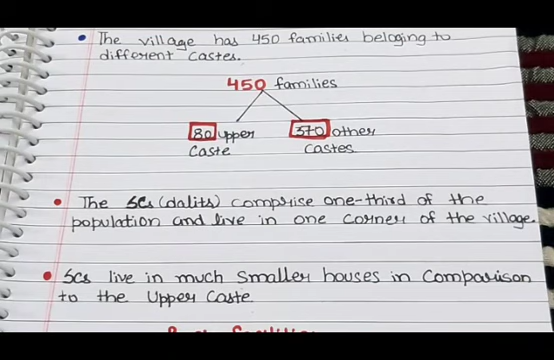 The village has 450 families beloging to
different castes.
450 families
80 upper caste
370 other castes
The SCs (dalits) comprise one-third of the
population and live in one corner of the village.
SCs live in much smaller houses in Comparison
to the Upper Caste